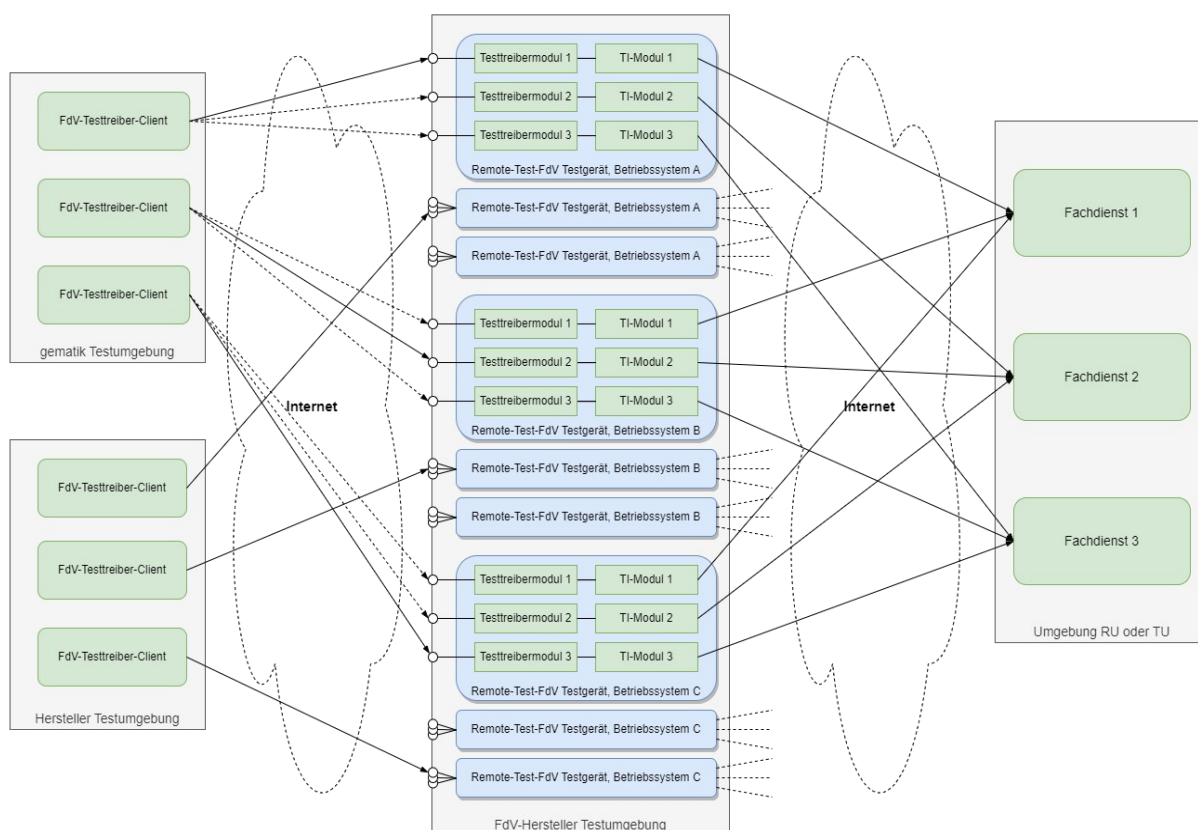 FdV-Testtreiber-Client
FdV-Testtreiber-Client
FdV-Testtreiber-Client
gematik Testumgebung
FdV-Testtreiber-Client
FdV-Testtreiber-Client
FdV-Testtreiber-Client
Hersteller Testumgebung
Internet
Testtreibermodul 1
TI-Modul 1
Testtreibermodul 2
TI-Modul 2
Testtreibermodul 3
TI-Modul 3
Remote-Test-FdV Testgerät, Betriebssystem A
Remote-Test-FdV Testgerät, Betriebssystem A
Remote-Test-FdV Testgerät, Betriebssystem A
Testtreibermodul 1
TI-Modul 1
Testtreibermodul 2
TI-Modul 2
Testtreibermodul 3
TI-Modul 3
Remote-Test-FdV Testgerät, Betriebssystem B
Remote-Test-FdV Testgerät, Betriebssystem B
Remote-Test-FdV Testgerät, Betriebssystem B
Testtreibermodul 1
TI-Modul 1
Testtreibermodul 2
TI-Modul 2
Testtreibermodul 3
TI-Modul 3
Remote-Test-FdV Testgerät, Betriebssystem C
Remote-Test-FdV Testgerät, Betriebssystem C
Remote-Test-FdV Testgerät, Betriebssystem C
FdV-Hersteller Testumgebung
Internet
Fachdienst 1
Fachdienst 2
Fachdienst 3
Umgebung RU oder TU